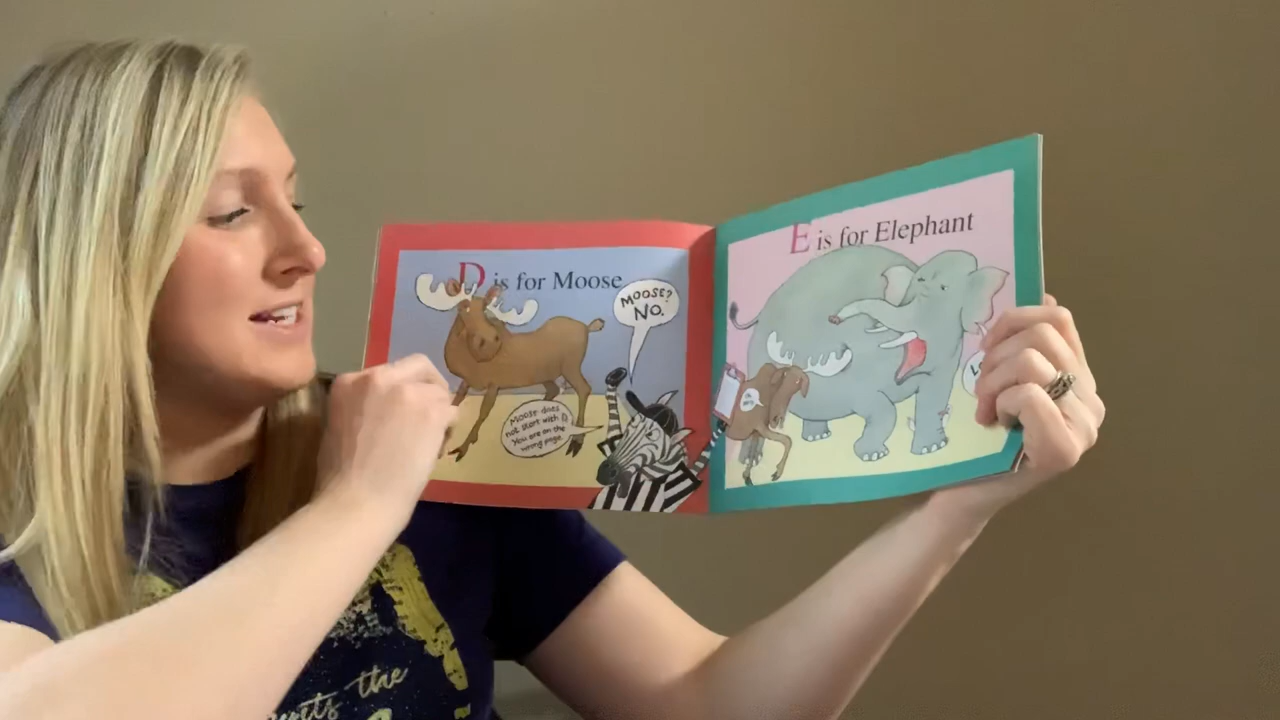 D is for Moose
MOOSE?
NO.
MOOSE does
not start with D.
You are on the
wrong page.
E is for Elephant
the